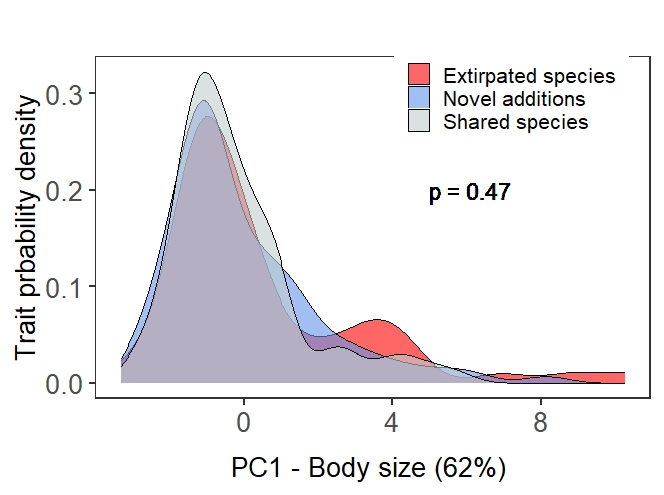 Extirpated species
Novel additions
Shared species
p = 0.47
Trait prbability density
0.3
0.2
0.1
0.0
0
4
8
PC1 - Body size (62%)